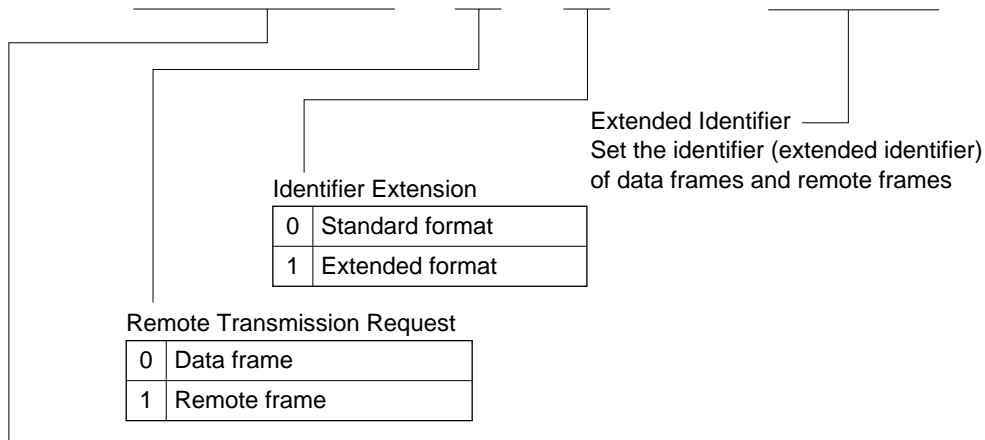 Extended Identifier
Set the identifier (extended identifier)
of data frames and remote frames
Identifier Extension
0 Standard format
1 Extended format
Remote Transmission Request
0 Data frame
1 Remote frame